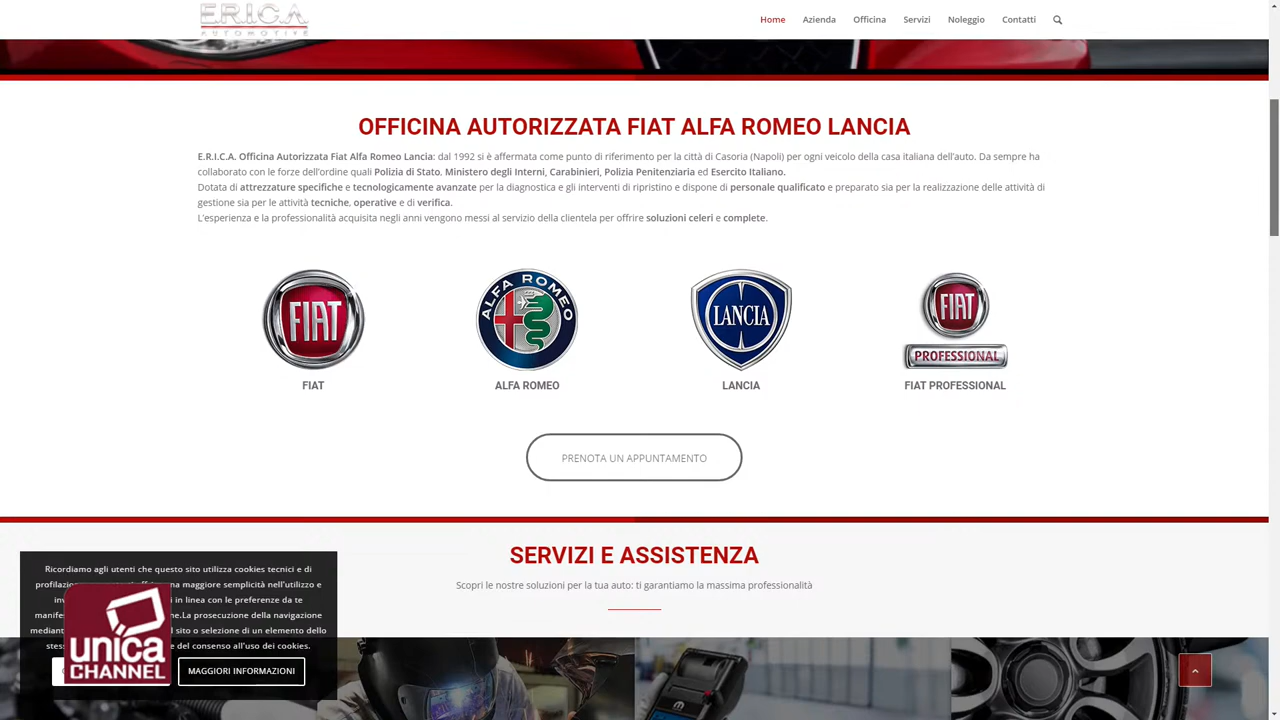 E.R.I.C.A.
AUTOMOTIVE
Home Azienda Officina Servizi Noleggio Contatti
OFFICINA AUTORIZZATA FIAT ALFA ROMEO LANCIA
E.R.I.C.A. Officina Autorizzata Fiat Alfa Romeo Lancia: dal 1992 si è affermata come punto di riferimento per la città di Casoria (Napoli) per ogni veicolo della casa italiana dell'auto. Da sempre ha
collaborato con le forze dell'ordine quali Polizia di Stato, Ministero degli Interni, Carabinieri, Polizia Penitenziaria ed Esercito Italiano.
Dotata di attrezzature specifiche e tecnologicamente avanzate per la diagnostica e gli interventi di ripristino e dispone di personale qualificato e preparato sia per la realizzazione delle attività di
gestione sia per le attività tecniche, operative e di verifica.
L'esperienza e la professionalità acquisita negli anni vengono messi al servizio della clientela per offrire soluzioni celeri e complete.
FIAT
ALFA ROMEO
LANCIA
FIAT
PROFESSIONAL
FIAT
ALFA ROMEO
LANCIA
FIAT PROFESSIONAL
PRENOTA UN APPUNTAMENTO
SERVIZI E ASSISTENZA
Scopri le nostre soluzioni per la tua auto: ti garantiamo la massima professionalità
Ricordiamo agli utenti che questo sito utilizza cookies tecnici e di
maggiore semplicità nell'utilizzo e
in linea con le preferenze da te
La prosecuzione della navigazione
sito o selezione di un elemento dello
del consenso all'uso dei cookies.
MAGGIORI INFORMAZIONI
unica
CHANNEL